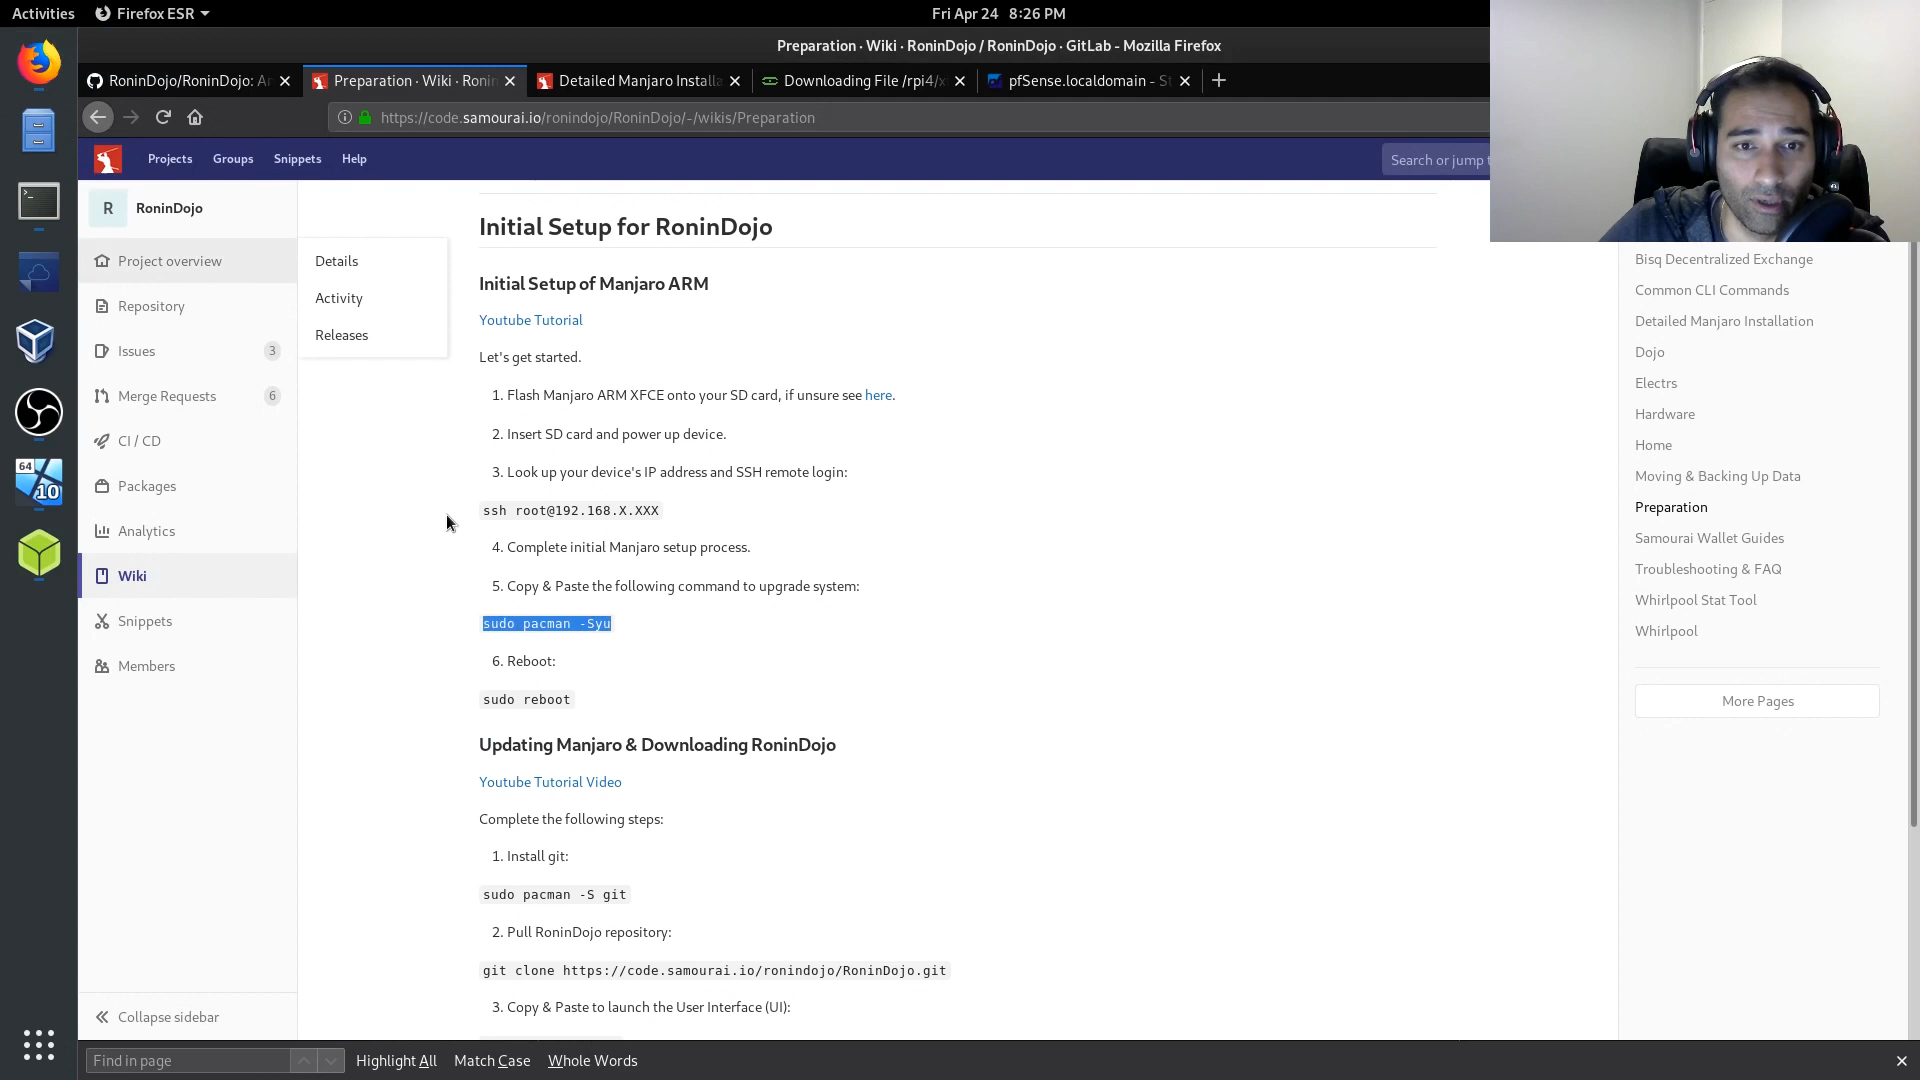 Activities
Firefox ESR
Fri Apr 24 8:26 PM
Preparation · Wiki · RoninDojo / RoninDojo · GitLab - Mozilla Firefox
RoninDojo/RoninDojo: Ar
Preparation · Wiki · Ronin
Detailed Manjaro Installa
Downloading File /rpi4/x
pfSense.localdomain - St
https://code.samourai.io/ronindojo/RoninDojo/-/wikis/Preparation
Projects
Groups
Snippets
Help
Search or jump t
R
RoninDojo
Project overview
Repository
Issues
3
Merge Requests
6
CI / CD
Packages
Analytics
Wiki
Snippets
Members
Collapse sidebar
Details
Activity
Releases
Initial Setup for RoninDojo
Initial Setup of Manjaro ARM
Youtube Tutorial
Let's get started.
1. Flash Manjaro ARM XFCE onto your SD card, if unsure see here.
2. Insert SD card and power up device.
3. Look up your device's IP address and SSH remote login:
ssh root@192.168.X.XXX
4. Complete initial Manjaro setup process.
5. Copy & Paste the following command to upgrade system:
sudo pacman -Syu
6. Reboot:
sudo reboot
Updating Manjaro & Downloading RoninDojo
Youtube Tutorial Video
Complete the following steps:
1. Install git:
sudo pacman -S git
2. Pull RoninDojo repository:
git clone https://code.samourai.io/ronindojo/RoninDojo.git
3. Copy & Paste to launch the User Interface (UI):
Bisq Decentralized Exchange
Common CLI Commands
Detailed Manjaro Installation
Dojo
Electrs
Hardware
Home
Moving & Backing Up Data
Preparation
Samourai Wallet Guides
Troubleshooting & FAQ
Whirlpool Stat Tool
Whirlpool
More Pages
64
10
Find in page
Highlight All
Match Case
Whole Words